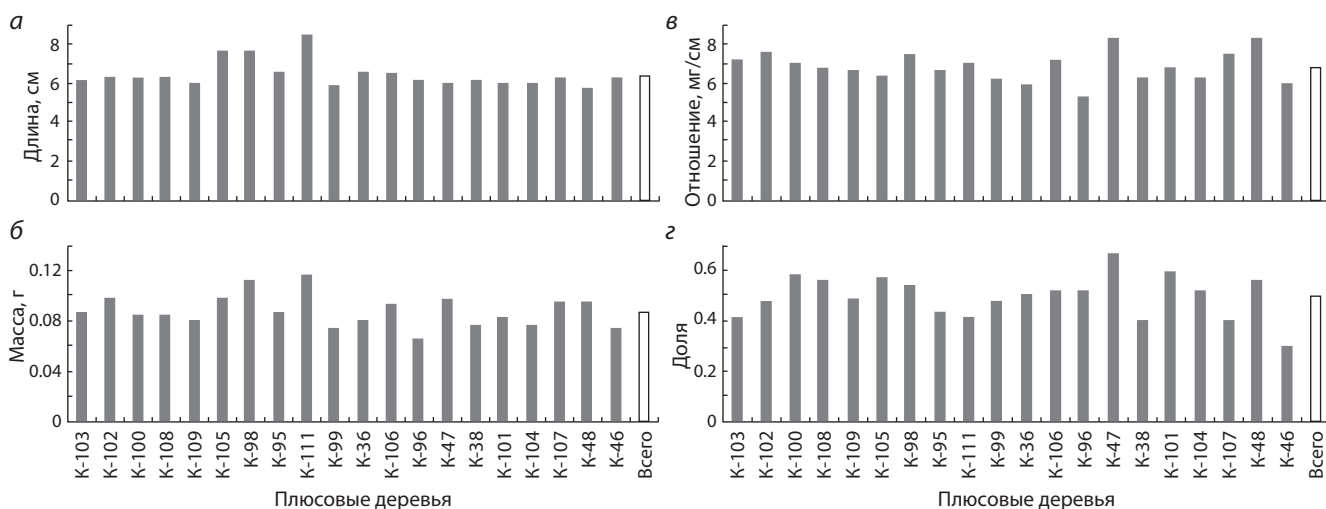 а
Длина, см
8
6
4
2
0
б
Масса, г
0.12
0.08
0.04
0
К-103
К-102
К-100
К-108
К-109
К-105
К-98
К-95
К-111
К-99
К-36
К-106
К-96
К-47
К-38
К-101
К-104
К-107
К-48
К-46
Всего
Плюсовые деревья
в
Отношение, мг/см
8
6
4
2
0
г
Доля
0.6
0.4
0.2
0
К-103
К-102
К-100
К-108
К-109
К-105
К-98
К-95
К-111
К-99
К-36
К-106
К-96
К-47
К-38
К-101
К-104
К-107
К-48
К-46
Всего
Плюсовые деревья